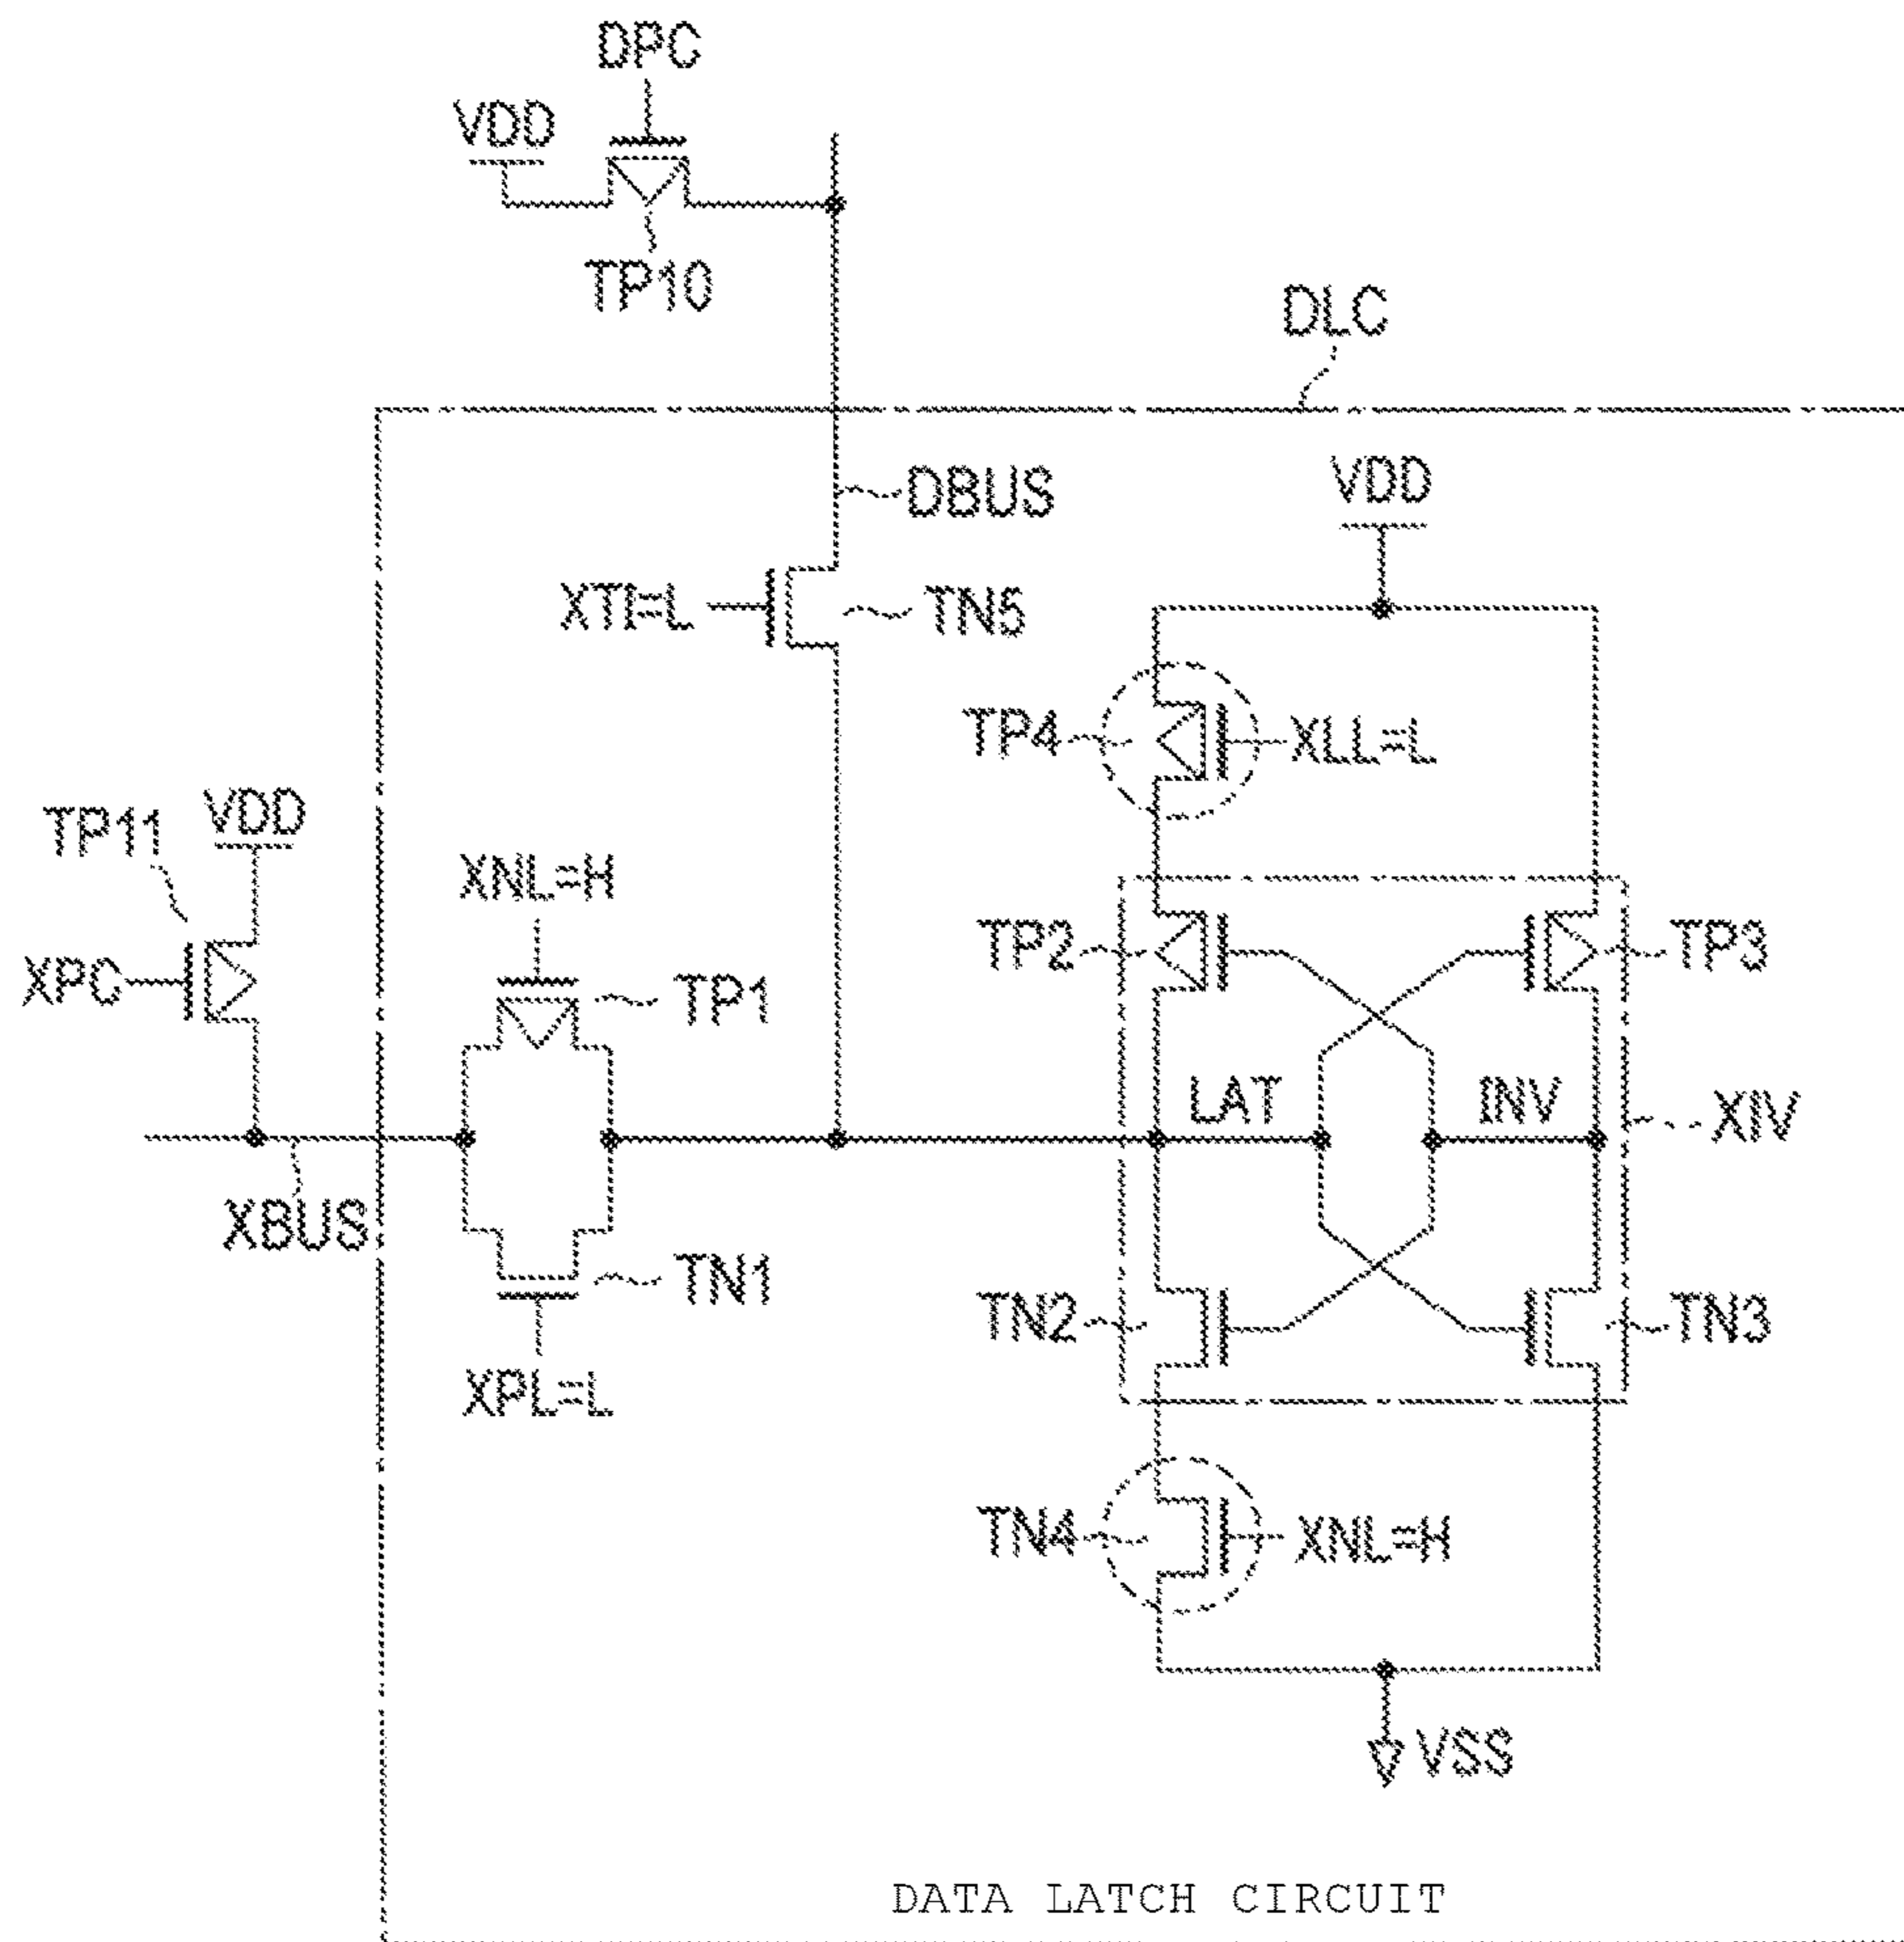 DPC
VDD
TP10
DLC
DBUS
VDD
XTI=L
TN5
TP4
XLL=L
TP11
VDD
XNL=H
TP2
TP3
XPC
TP1
LAT
INV
XIV
XBUS
TN1
TN2
TN3
XPL=L
TN4
XNL=H
VSS
DATA LATCH CIRCUIT